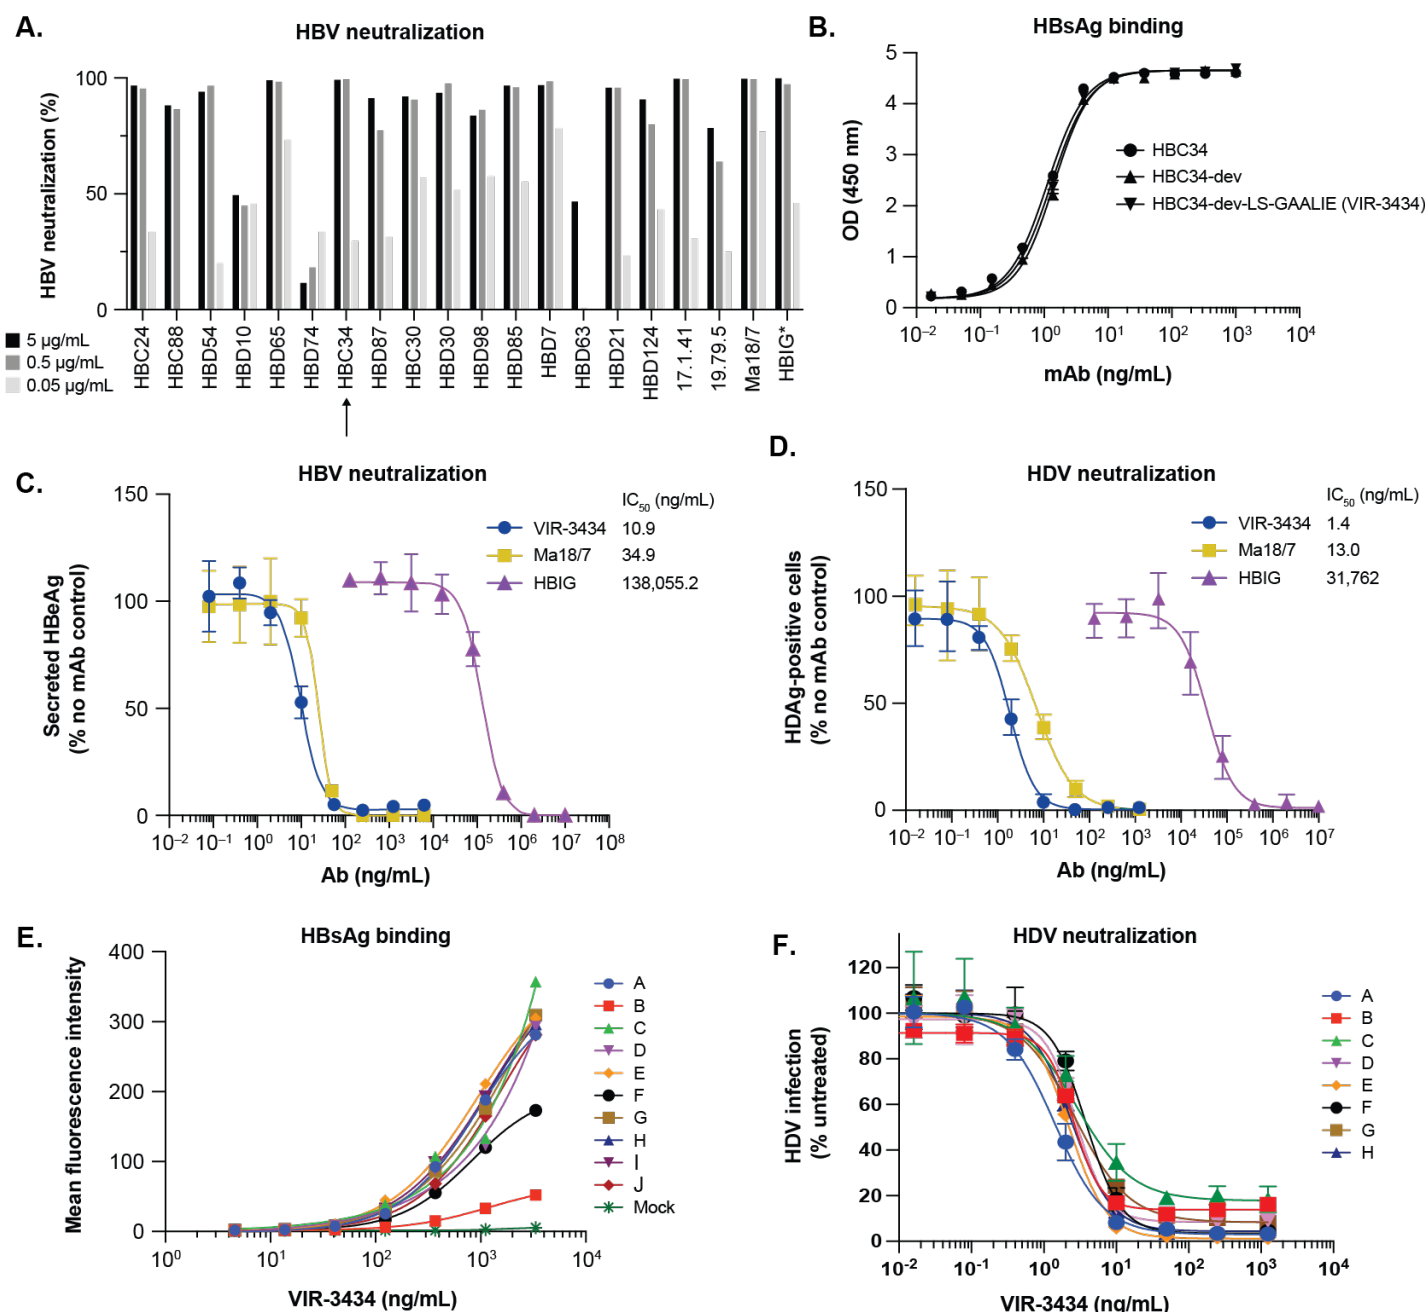 A.
HBV neutralization
HBV neutralization (%)
100
50
0
5 µg/mL
0.5 µg/mL
0.05 µg/mL
HBC24
HBC88
HBD54
HBD10
HBD65
HBD74
HBC34
HBD87
HBC30
HBD30
HBD98
HBD85
HBD7
HBD63
HBD21
HBD124
17.1.41
19.79.5
Ma18/7
HBIG*
B.
HBsAg binding
OD (450 nm)
5
4
3
2
1
0
HBC34
HBC34-dev
HBC34-dev-LS-GAALIE (VIR-3434)
10⁻² 10⁻¹ 10⁰ 10¹ 10² 10³ 10⁴
mAb (ng/mL)
C.
HBV neutralization
Secreted HBeAg
(% no mAb control)
150
100
50
0
IC₅₀ (ng/mL)
VIR-3434 10.9
Ma18/7 34.9
HBIG 138,055.2
10⁻² 10⁻¹ 10⁰ 10¹ 10² 10³ 10⁴ 10⁵ 10⁶ 10⁷ 10⁸
Ab (ng/mL)
D.
HDV neutralization
HDAg-positive cells
(% no mAb control)
150
100
50
0
IC₅₀ (ng/mL)
VIR-3434 1.4
Ma18/7 13.0
HBIG 31,762
10⁻² 10⁻¹ 10⁰ 10¹ 10² 10³ 10⁴ 10⁵ 10⁶ 10⁷
Ab (ng/mL)
E.
HBsAg binding
Mean fluorescence intensity
400
300
200
100
0
A
B
C
D
E
F
G
H
I
J
Mock
10⁰ 10¹ 10² 10³ 10⁴
VIR-3434 (ng/mL)
F.
HDV neutralization
HDV infection
(% untreated)
120
100
80
60
40
20
0
A
B
C
D
E
F
G
H
10⁻² 10⁻¹ 10⁰ 10¹ 10² 10³ 10⁴
VIR-3434 (ng/mL)